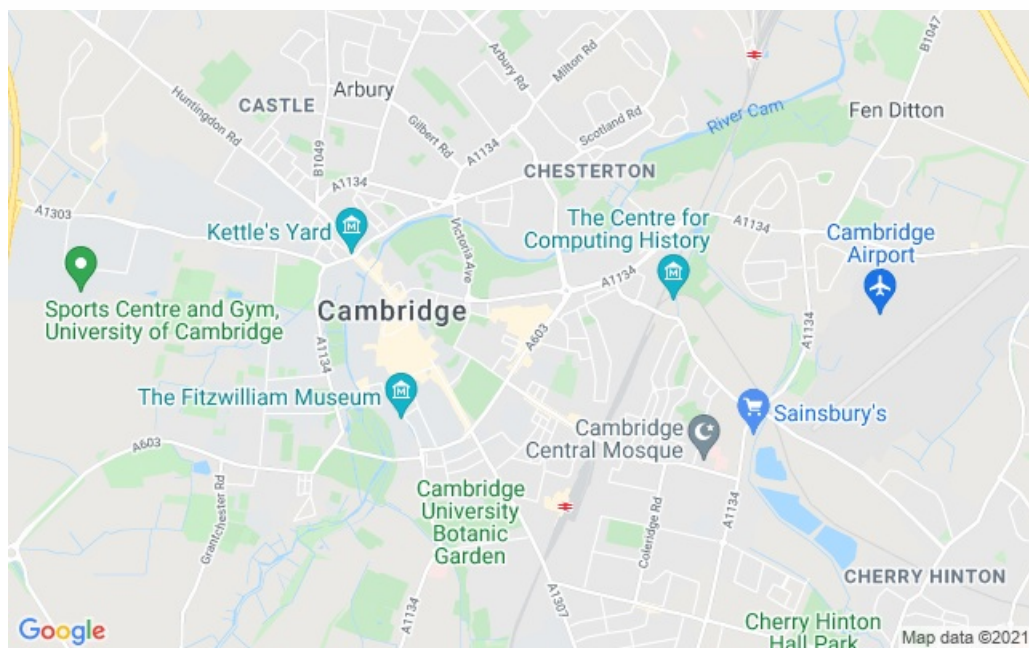 B1047
Arbury Rd
Milton Rd
Arbury
CASTLE
Huntingdon Rd
Gilbert Rd
Scotland Rd
River Cam
Fen Ditton
B1049
A1134
A1134
CHESTERTON
A1303
Kettle's Yard
Victoria Ave
The Centre for
Computing History
A1134
Cambridge
Airport
A1134
Sports Centre and Gym,
University of Cambridge
Cambridge
A603
A1134
A1134
The Fitzwilliam Museum
Sainsbury's
Cambridge
Central Mosque
A603
Grantchester Rd
Cambridge
University
Botanic
Garden
Coleridge Rd
A1134
CHERRY HINTON
A1134
A1307
Cherry Hinton
Hall Park
Google
Map data ©2021